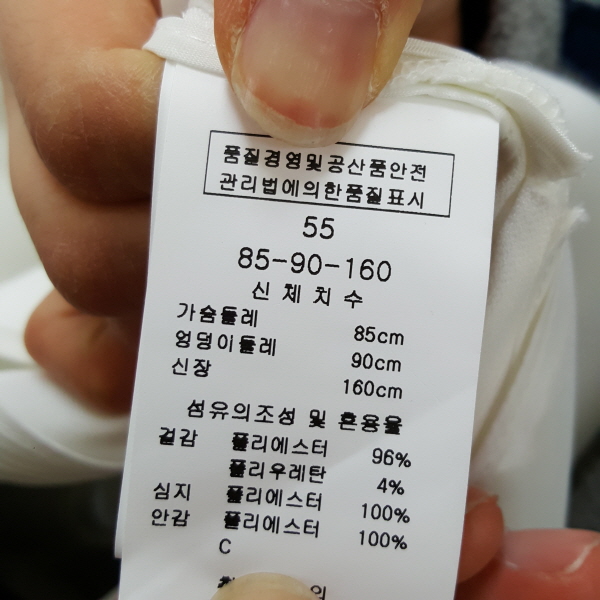 품질경영및공산품안전
관리법에의한품질표시
55
85-90-160
신체치수
가슴둘레 85cm
엉덩이둘레 90cm
신장 160cm
섬유의조성 및 혼용율
겉감 폴리에스터 96%
폴리우레탄 4%
심지 폴리에스터 100%
안감 폴리에스터 100%
C